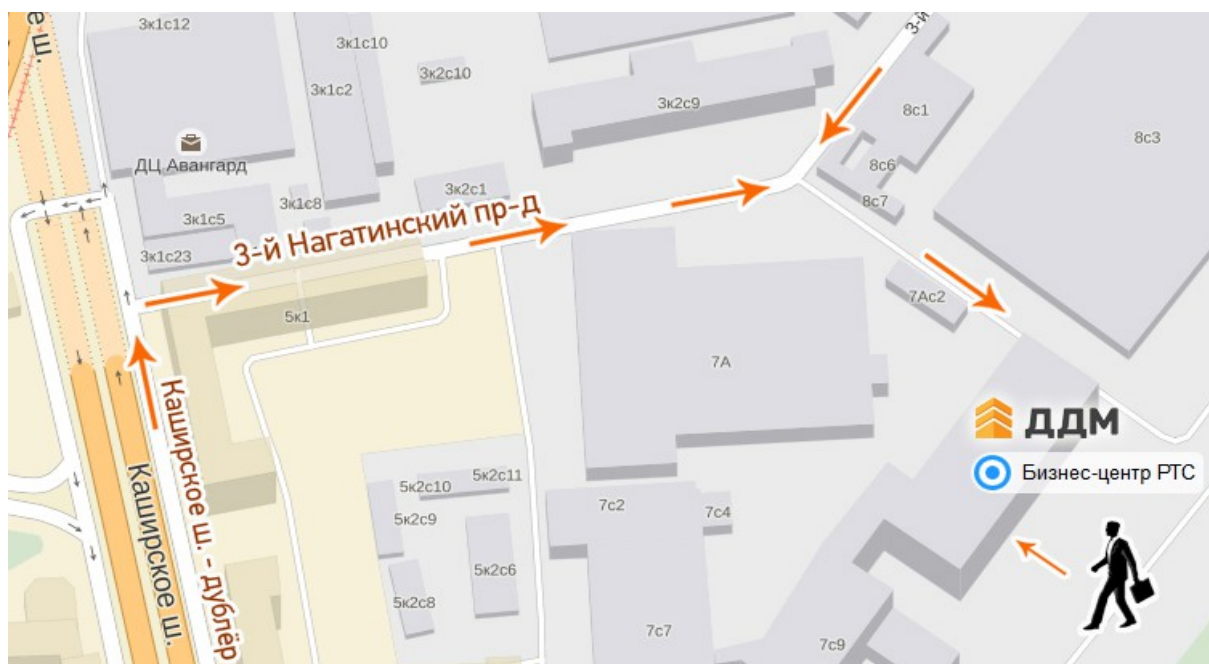 ш.
3к1с12
3-й
3к1с10
3к2с10
3к1с2
3к2с9
8с1
8с3
ДЦ Авангард
8с6
3к2с1
8с7
3к1с8
3к1с5
3-й Нагатинский пр-д
3к1с23
7Ас2
5к1
7А
Каширское ш. - дублёр
Каширское ш.
ДДМ
Бизнес-центр РТС
5к2с10
5к2с11
5к2с9
7с2
7с4
5к2с6
5к2с8
7с7
7с9